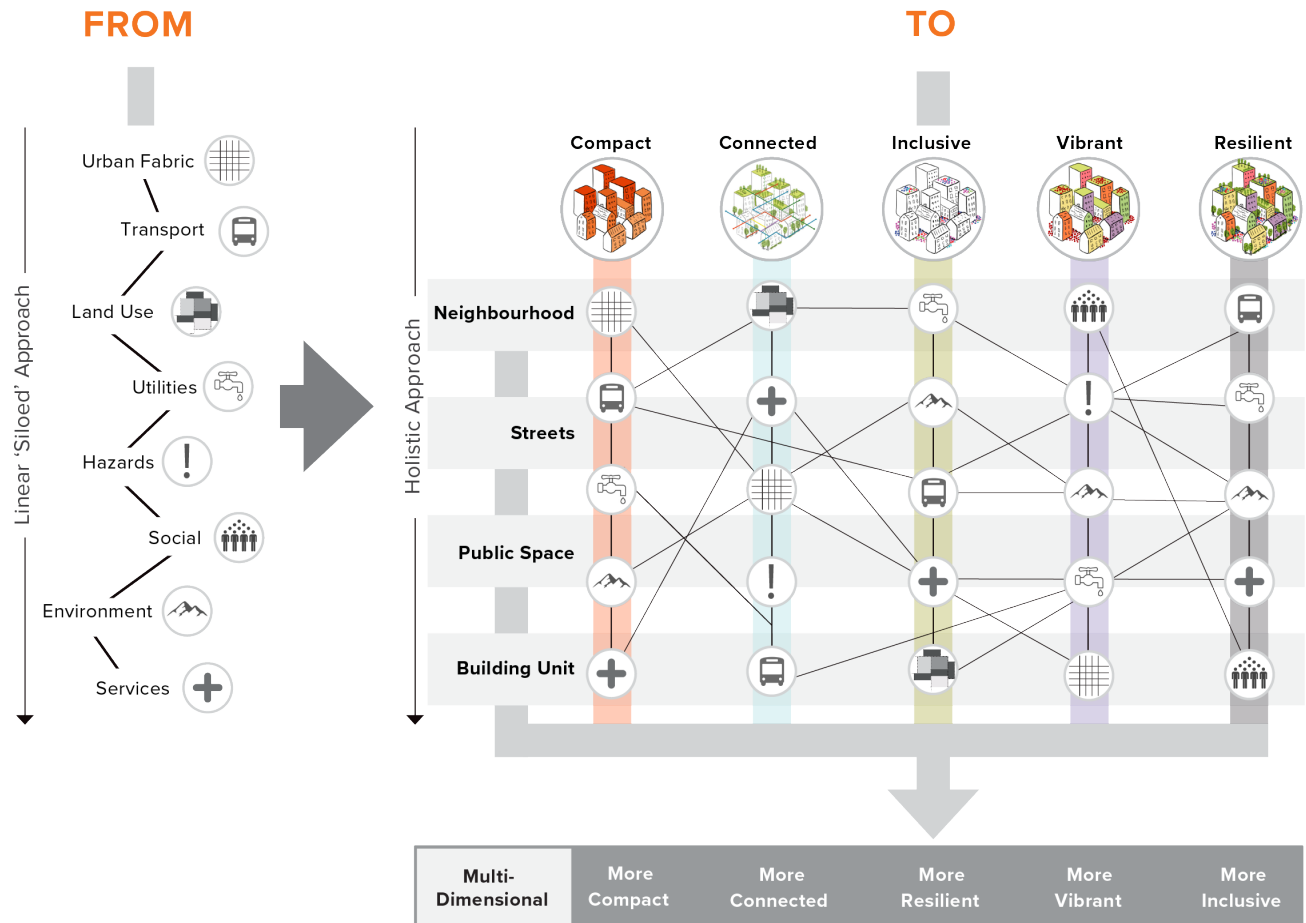 FROM
TO
Linear ‘Siloed’ Approach
Urban Fabric
Transport
Land Use
Utilities
Hazards
Social
Environment
Services
Holistic Approach
Compact
Connected
Inclusive
Vibrant
Resilient
Neighbourhood
Streets
Public Space
Building Unit
Multi-
Dimensional
More
Compact
More
Connected
More
Resilient
More
Vibrant
More
Inclusive